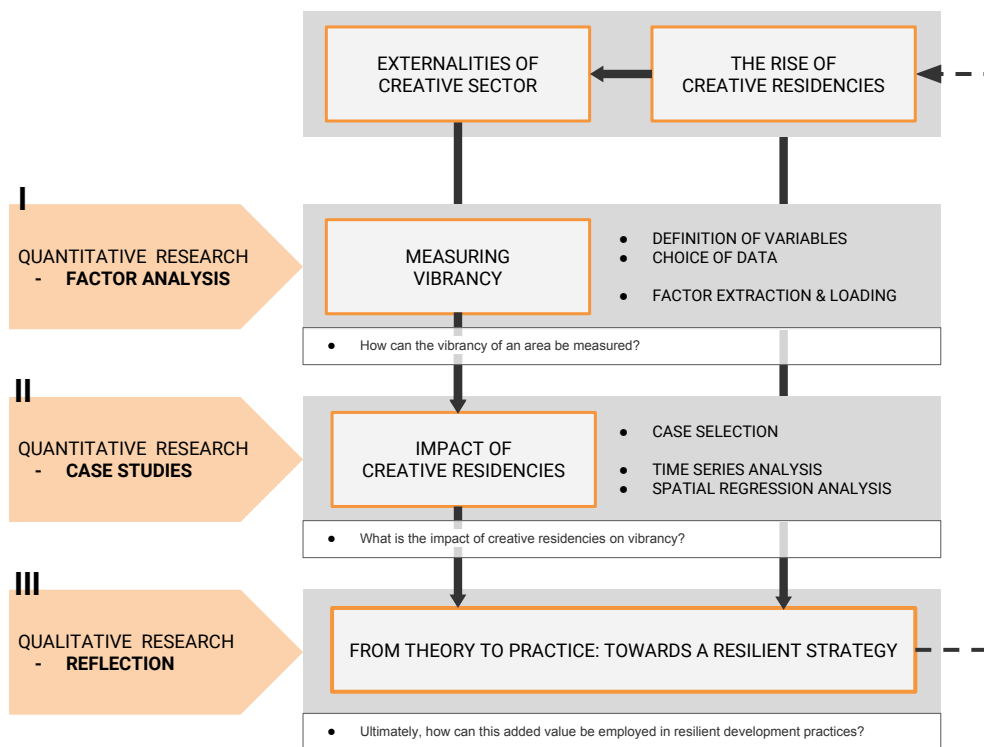 EXTERNALITIES OF
CREATIVE SECTOR
THE RISE OF
CREATIVE RESIDENCIES
I
QUANTITATIVE RESEARCH
- FACTOR ANALYSIS
MEASURING
VIBRANCY
● DEFINITION OF VARIABLES
● CHOICE OF DATA
● FACTOR EXTRACTION & LOADING
● How can the vibrancy of an area be measured?
II
QUANTITATIVE RESEARCH
- CASE STUDIES
IMPACT OF
CREATIVE RESIDENCIES
● CASE SELECTION
● TIME SERIES ANALYSIS
● SPATIAL REGRESSION ANALYSIS
● What is the impact of creative residencies on vibrancy?
III
QUALITATIVE RESEARCH
- REFLECTION
FROM THEORY TO PRACTICE: TOWARDS A RESILIENT STRATEGY
● Ultimately, how can this added value be employed in resilient development practices?